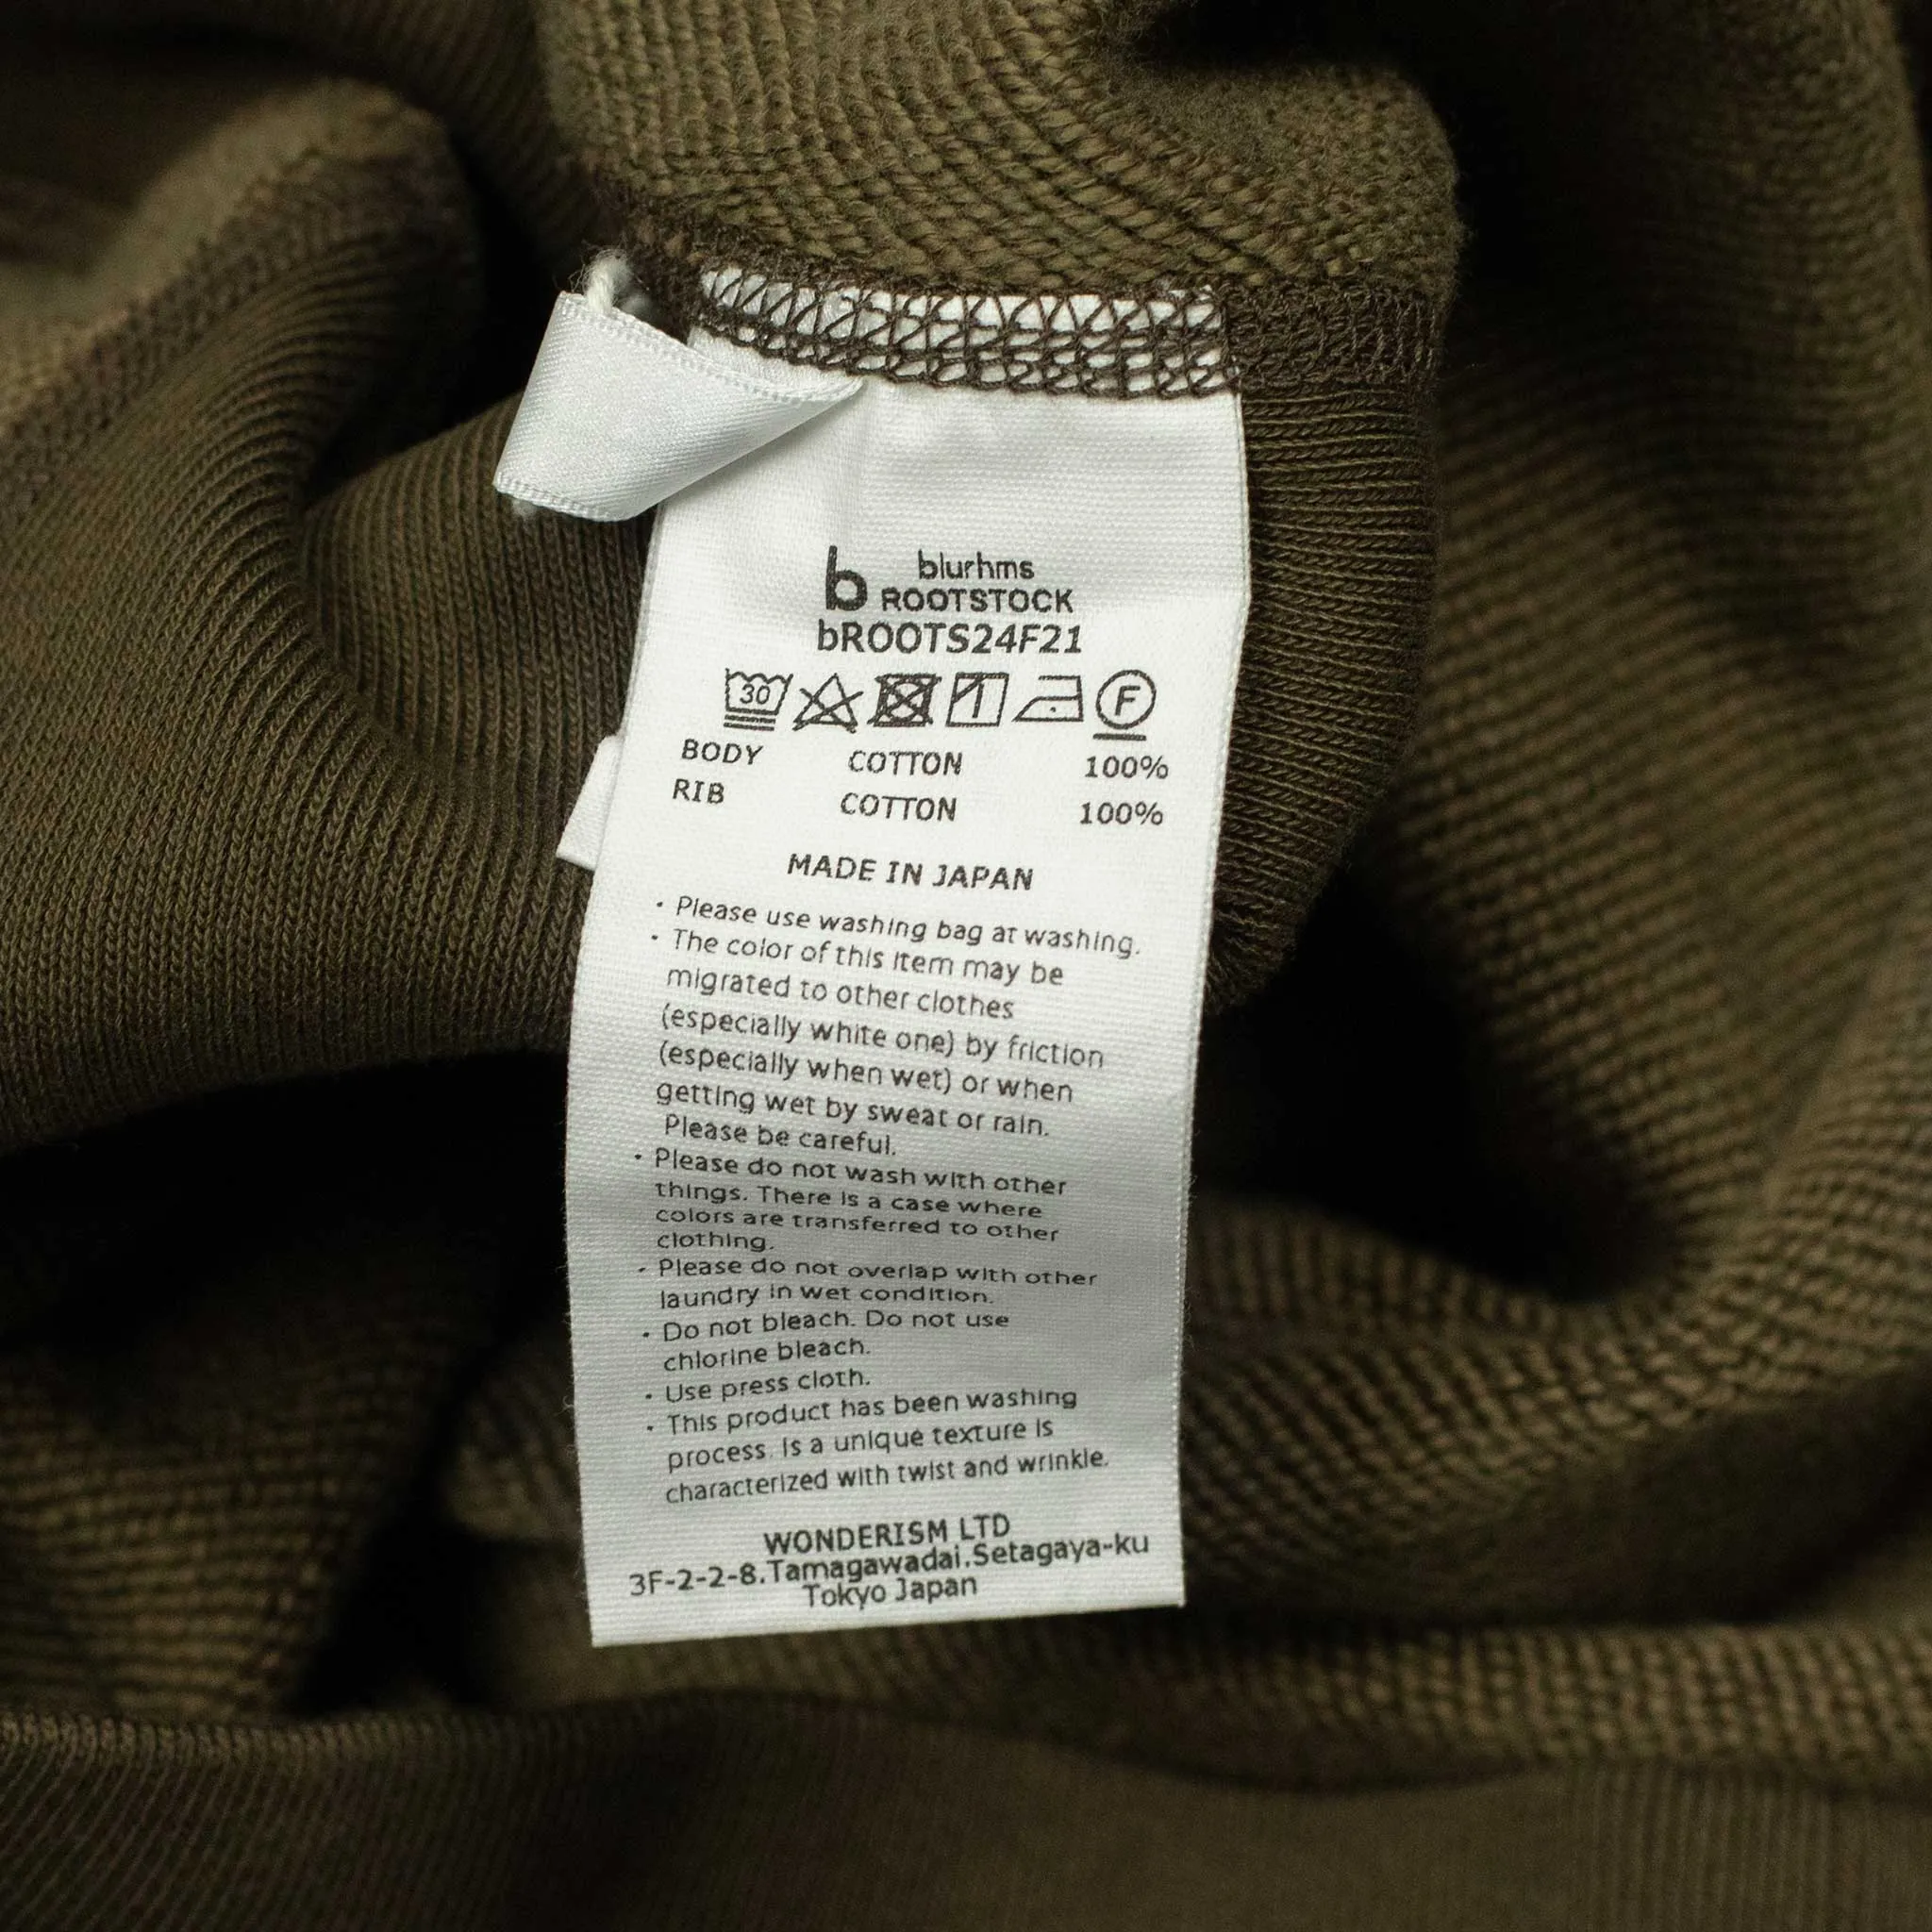 b blurhms
ROOTSTOCK
bROOTS24F21
30 F
BODY COTTON 100%
RIB COTTON 100%
MADE IN JAPAN
・Please use washing bag at washing.
・The color of this item may be
migrated to other clothes
(especially white one) by friction
(especially when wet) or when
getting wet by sweat or rain.
Please be careful.
・Please do not wash with other
things. There is a case where
colors are transferred to other
clothing.
・Please do not overlap with other
laundry in wet condition.
・Do not bleach. Do not use
chlorine bleach.
・Use press cloth.
・This product has been washing
process. Is a unique texture is
characterized with twist and wrinkle.
WONDERISM LTD
3F-2-2-8.Tamagawadai.Setagaya-ku
Tokyo Japan